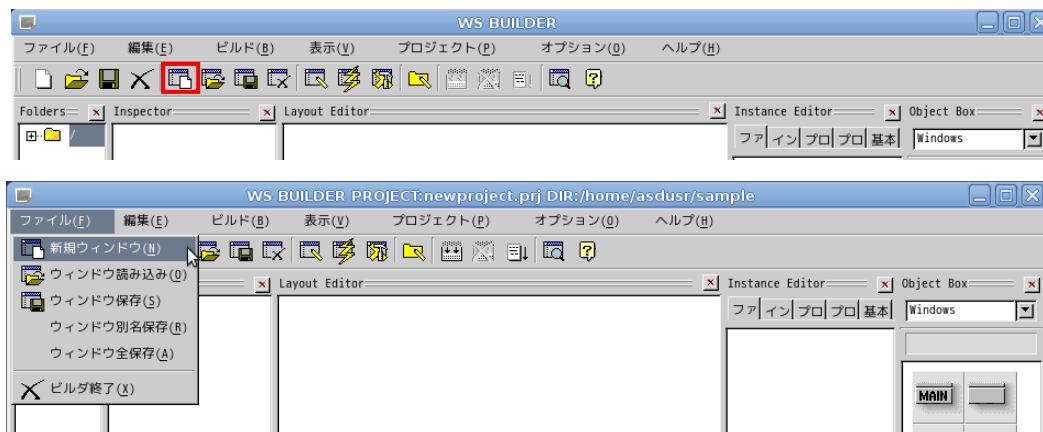 WS BUILDER
ファイル(F) 編集(E) ビルド(B) 表示(V) プロジェクト(P) オプション(O) ヘルプ(H)
Folders Inspector Layout Editor Instance Editor Object Box
/ ファ イン プロ プロ 基本 Windows
WS BUILDER PROJECT:newproject.prj DIR:/home/asdusr/sample
ファイル(F) 編集(E) ビルド(B) 表示(V) プロジェクト(P) オプション(O) ヘルプ(H)
新規ウィンドウ(N)
ウィンドウ読み込み(O)
Layout Editor Instance Editor Object Box
ウィンドウ保存(S)
ファ イン プロ プロ 基本 Windows
ウィンドウ別名保存(R)
ウィンドウ全保存(A)
ビルダ終了(X)
MAIN